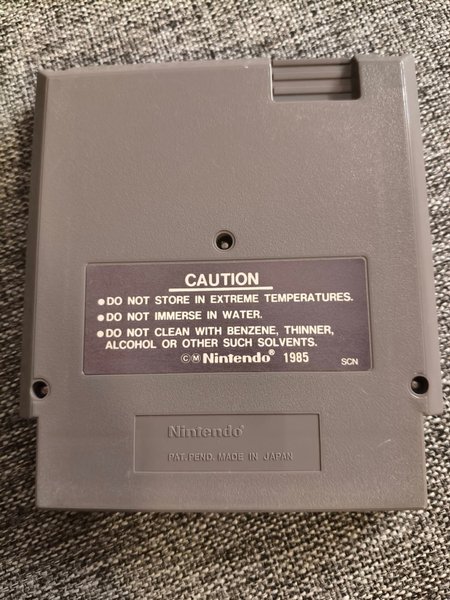 CAUTION
•DO NOT STORE IN EXTREME TEMPERATURES.
•DO NOT IMMERSE IN WATER.
•DO NOT CLEAN WITH BENZENE, THINNER,
ALCOHOL OR OTHER SUCH SOLVENTS.
©Ⓜ Nintendo® 1985 SCN
Nintendo®
PAT. PEND. MADE IN JAPAN